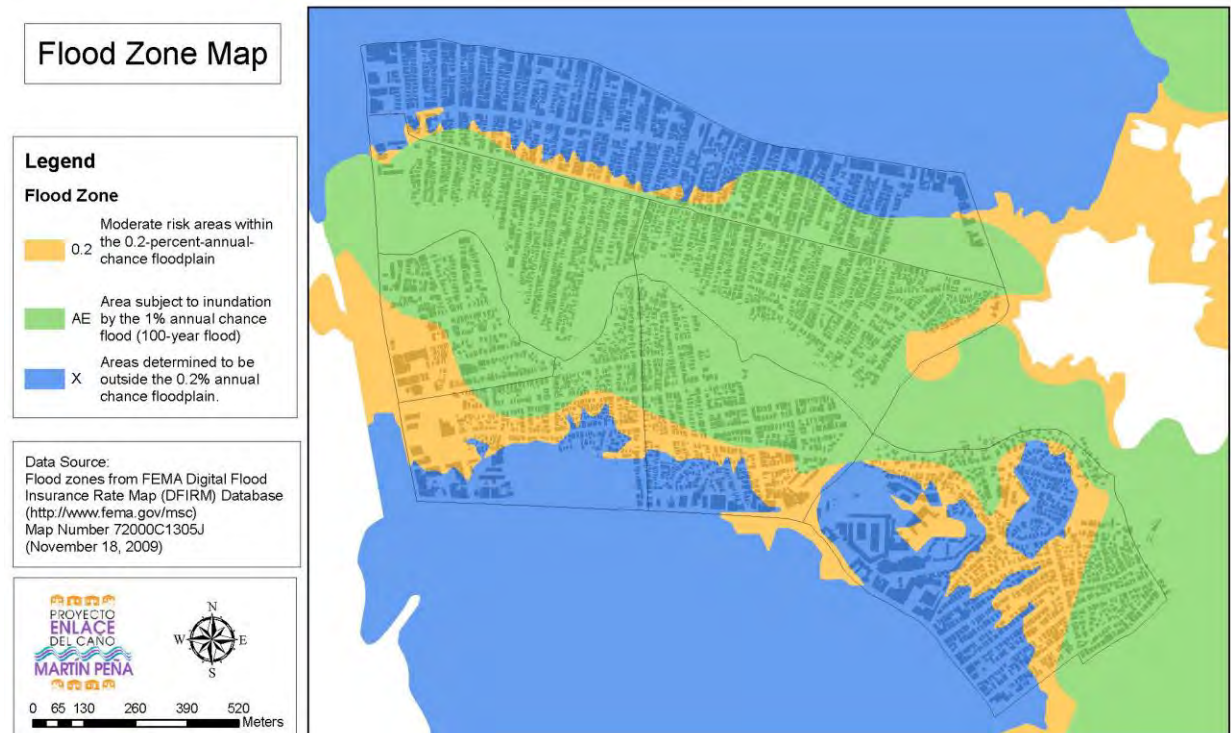 Flood Zone Map
Legend
Flood Zone
0.2
Moderate risk areas within
the 0.2-percent-annual-
chance floodplain
AE
Area subject to inundation
by the 1% annual chance
flood (100-year flood)
X
Areas determined to be
outside the 0.2% annual
chance floodplain.
Data Source:
Flood zones from FEMA Digital Flood
Insurance Rate Map (DFIRM) Database
(http://www.fema.gov/msc)
Map Number 72000C1305J
(November 18, 2009)
PROYECTO
ENLACE
DEL CAÑO
MARTÍN PEÑA
N
W E
S
0 65 130 260 390 520
Meters